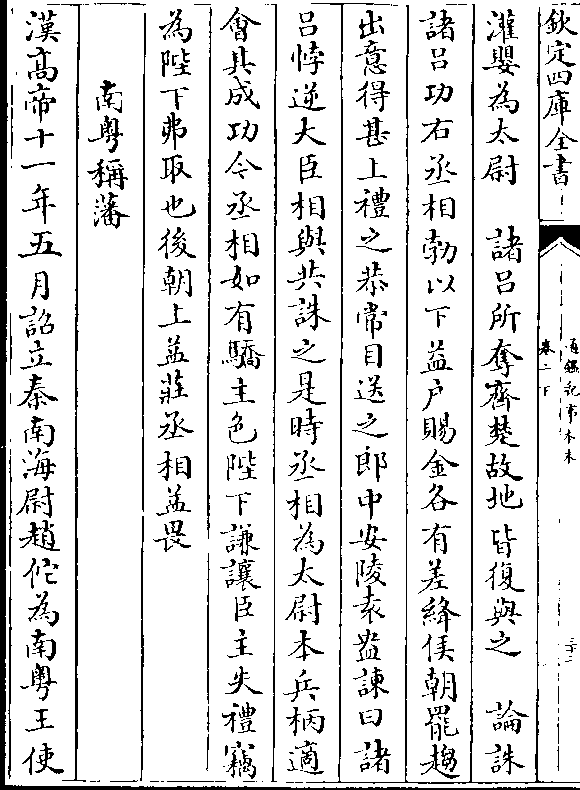 欽定四庫全書
通鑑紀事本末
卷二下
灌嬰為太尉　諸呂所奪齊楚故地皆復與之　論誅
諸呂功右丞相勃以下益户賜金各有差絳侯朝罷趨
出意得甚上禮之恭常目送之郎中安陵袁盎諫曰諸
呂悖逆大臣相與共誅之是時丞相為太尉本兵柄適
會其成功今丞相如有驕主色陛下謙讓臣主失禮竊
為陛下弗取也後朝上益莊丞相益畏
南粤稱藩
漢高帝十一年五月詔立秦南海尉趙佗為南粤王使